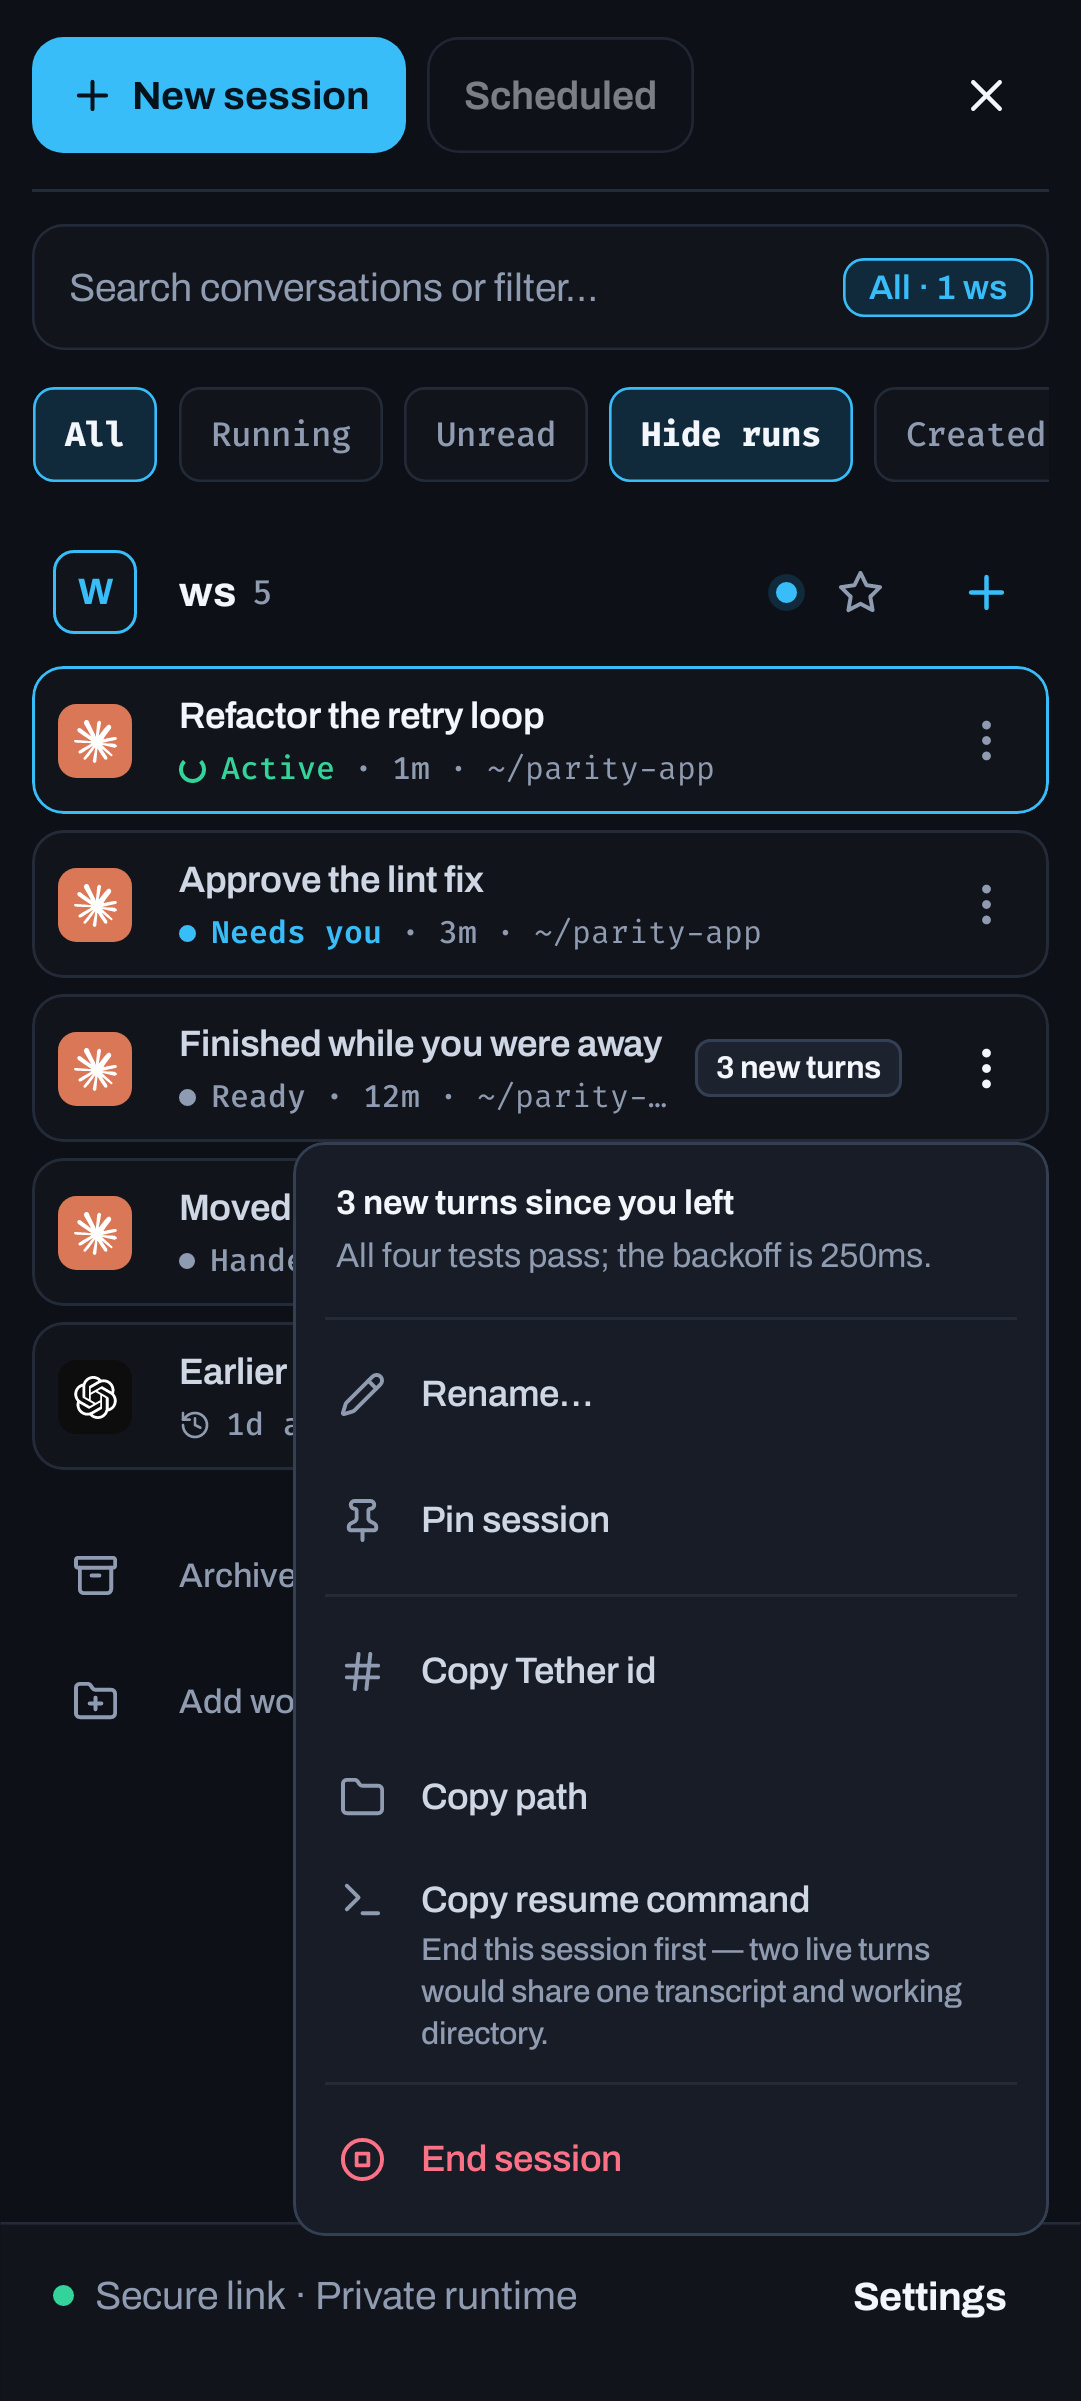 New session
Scheduled
Search conversations or filter...
All · 1 ws
All
Running
Unread
Hide runs
Created
W
ws 5
Refactor the retry loop
Active · 1m · ~/parity-app
Approve the lint fix
Needs you · 3m · ~/parity-app
Finished while you were away
3 new turns
Ready · 12m · ~/parity-…
Moved
3 new turns since you left
All four tests pass; the backoff is 250ms.
Earlier
1d
Rename...
Pin session
Archive
Copy Tether id
Add
Copy path
Copy resume command
End this session first — two live turns
would share one transcript and working
directory.
End session
Secure link · Private runtime
Settings